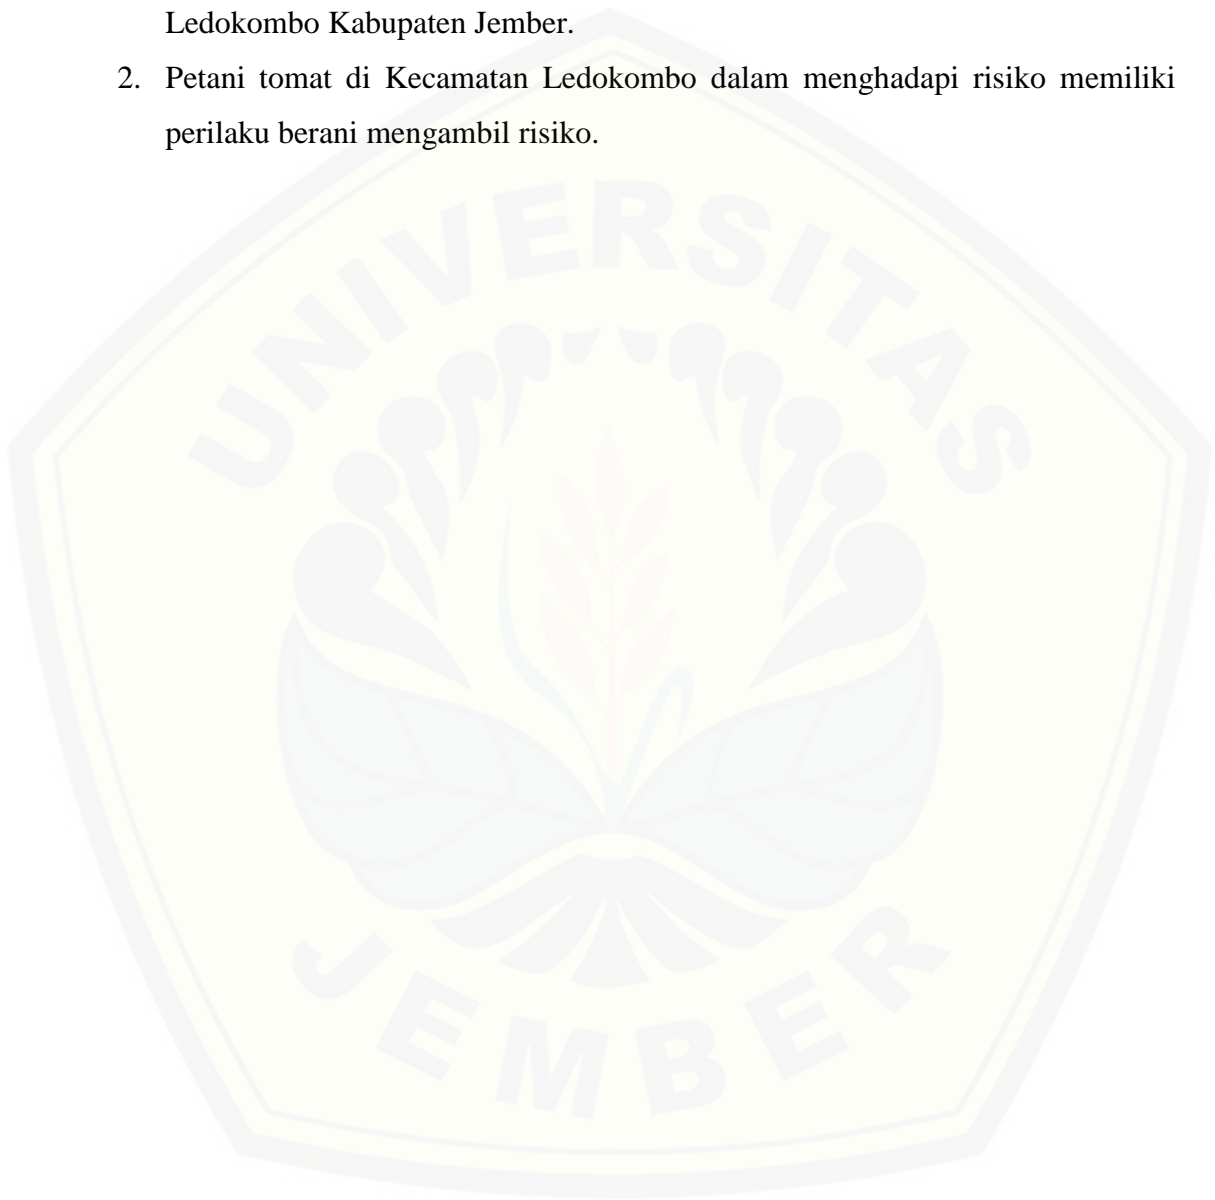 Ledokombo Kabupaten Jember.
2. Petani tomat di Kecamatan Ledokombo dalam menghadapi risiko memiliki
perilaku berani mengambil risiko.
UNIVERSITAS
JEMBER